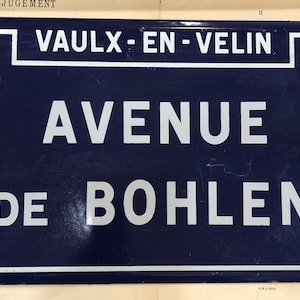 JUGEMENT
VAULX-EN-VELIN
AVENUE
DE BOHLEN